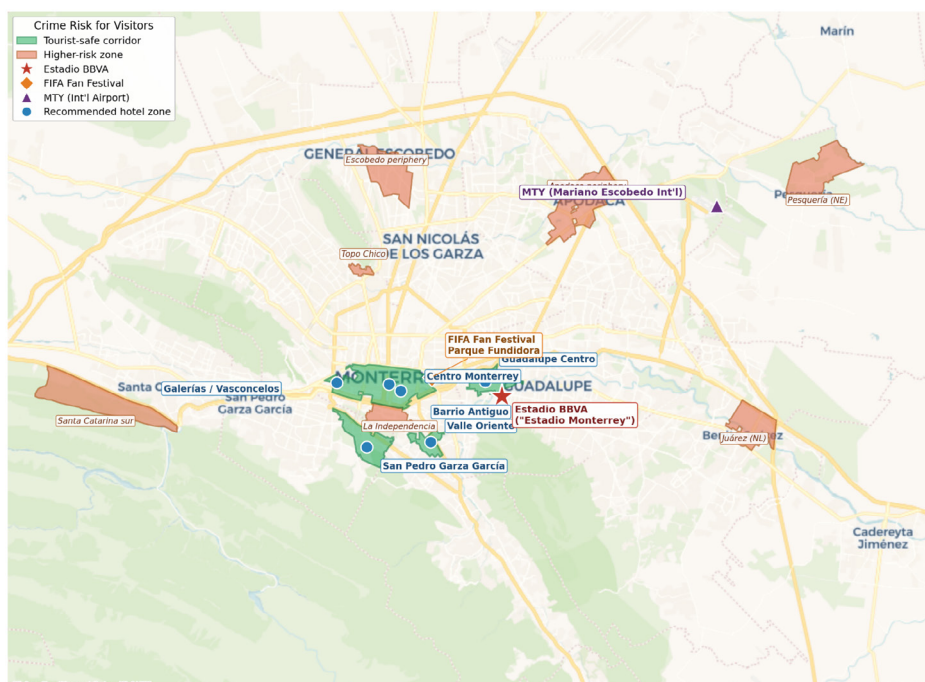 Crime Risk for Visitors
Tourist-safe corridor
Higher-risk zone
Estadio BBVA
FIFA Fan Festival
MTY (Int'l Airport)
Recommended hotel zone
Marín
GENERAL ESCOBEDO
Escobedo periphery
MTY (Mariano Escobedo Int'l)
APODACA
Pesquería (NE)
SAN NICOLÁS
DE LOS GARZA
Topo Chico
FIFA Fan Festival
Parque Fundidora
Guadalupe Centro
Centro Monterrey
GUADALUPE
Santa
Galerías / Vasconcelos
San Pedro
Garza García
Barrio Antiguo
Estadio BBVA
("Estadio Monterrey")
Santa Catarina sur
La Independencia
Valle Oriente
Juárez (NL)
San Pedro Garza García
Cadereyta
Jiménez